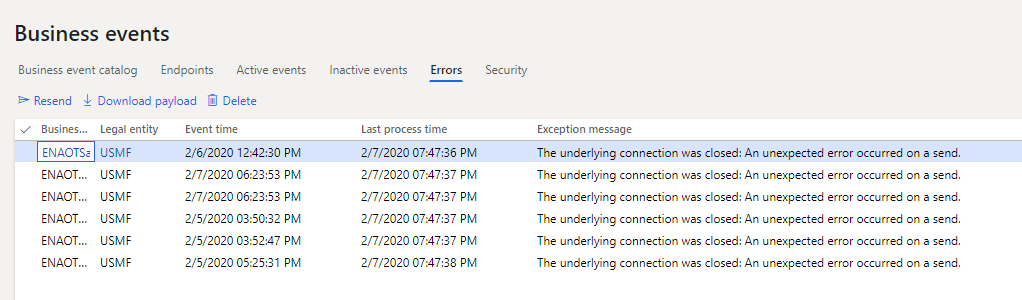 Business events
Business event catalog Endpoints Active events Inactive events Errors Security
Resend Download payload Delete
Busines... Legal entity Event time Last process time Exception message
ENAOTSa USMF 2/6/2020 12:42:30 PM 2/7/2020 07:47:36 PM The underlying connection was closed: An unexpected error occurred on a send.
ENAOT... USMF 2/7/2020 06:23:53 PM 2/7/2020 07:47:37 PM The underlying connection was closed: An unexpected error occurred on a send.
ENAOT... USMF 2/7/2020 06:23:53 PM 2/7/2020 07:47:37 PM The underlying connection was closed: An unexpected error occurred on a send.
ENAOT... USMF 2/5/2020 03:50:32 PM 2/7/2020 07:47:37 PM The underlying connection was closed: An unexpected error occurred on a send.
ENAOT... USMF 2/5/2020 03:52:47 PM 2/7/2020 07:47:37 PM The underlying connection was closed: An unexpected error occurred on a send.
ENAOT... USMF 2/5/2020 05:25:31 PM 2/7/2020 07:47:38 PM The underlying connection was closed: An unexpected error occurred on a send.